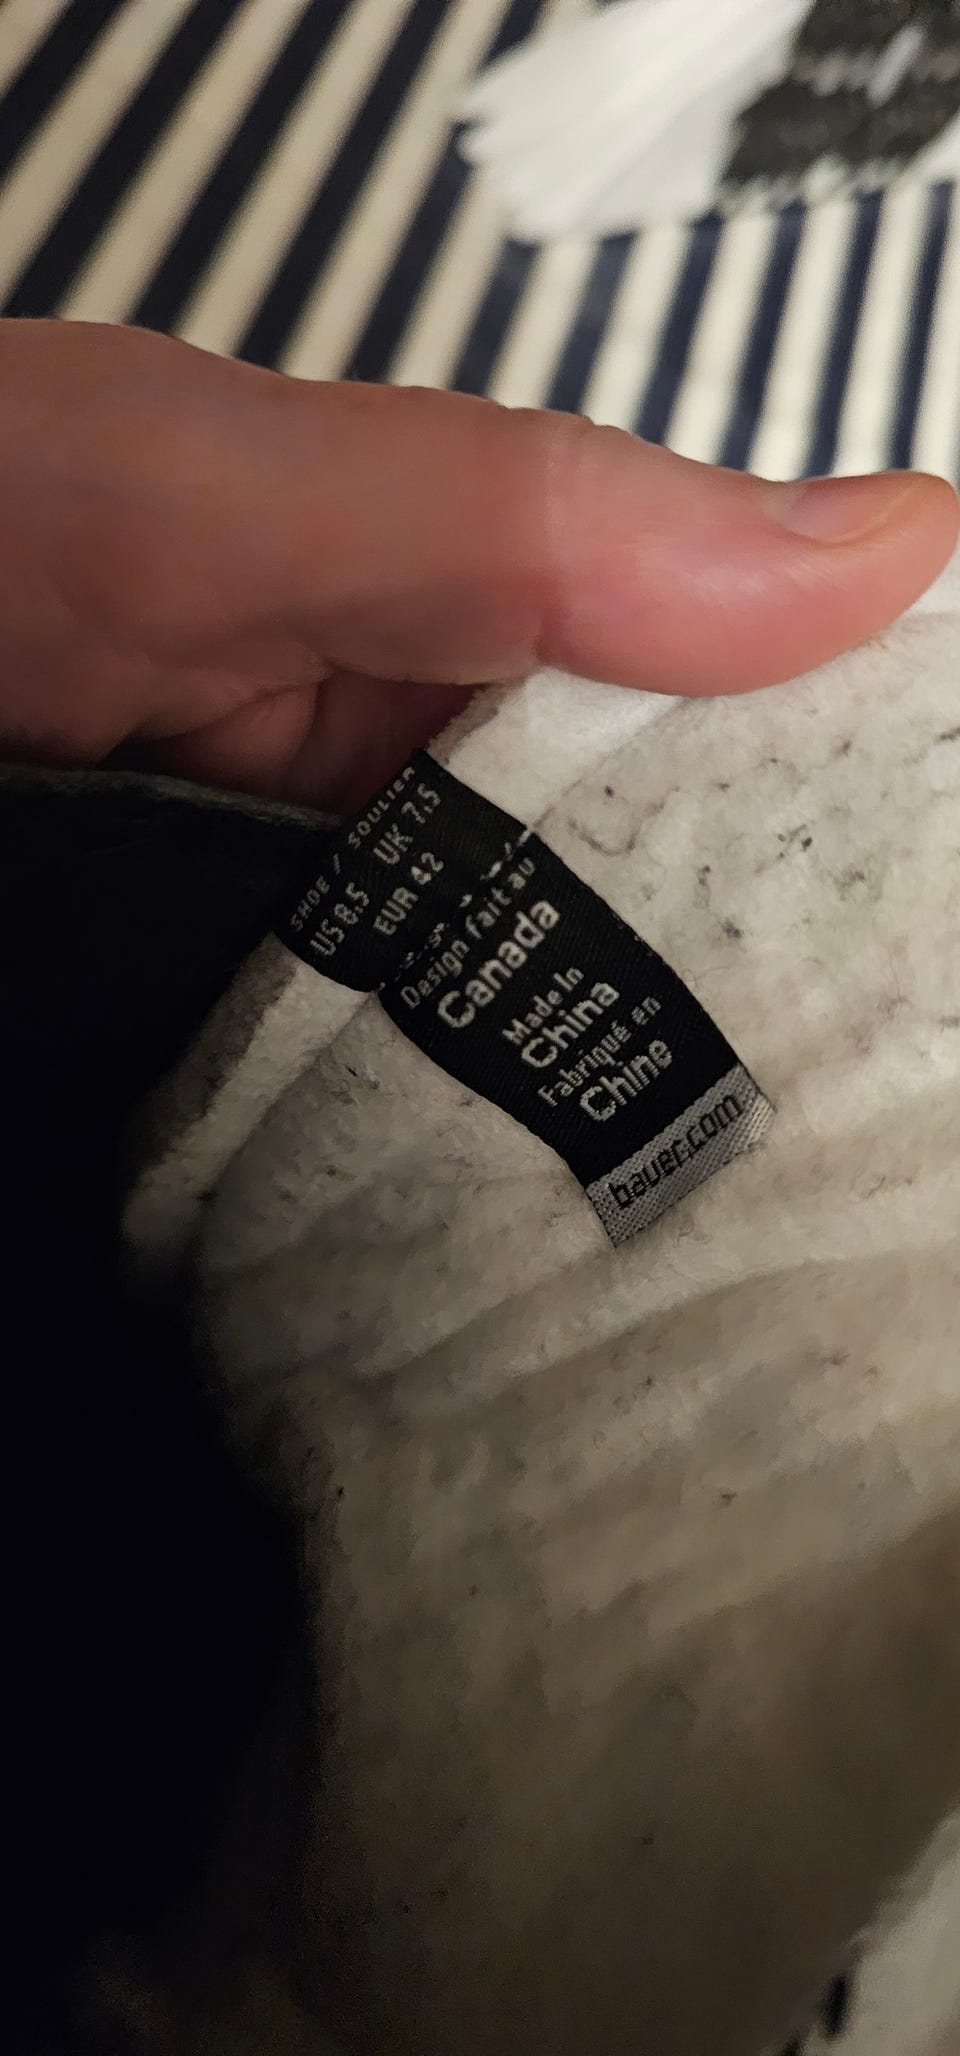 SHOE / SOULIER
US 8.5 UK 7.5
EUR 42
Design fait au
Canada
Made In
China
Fabriqué en
Chine
bauer.com